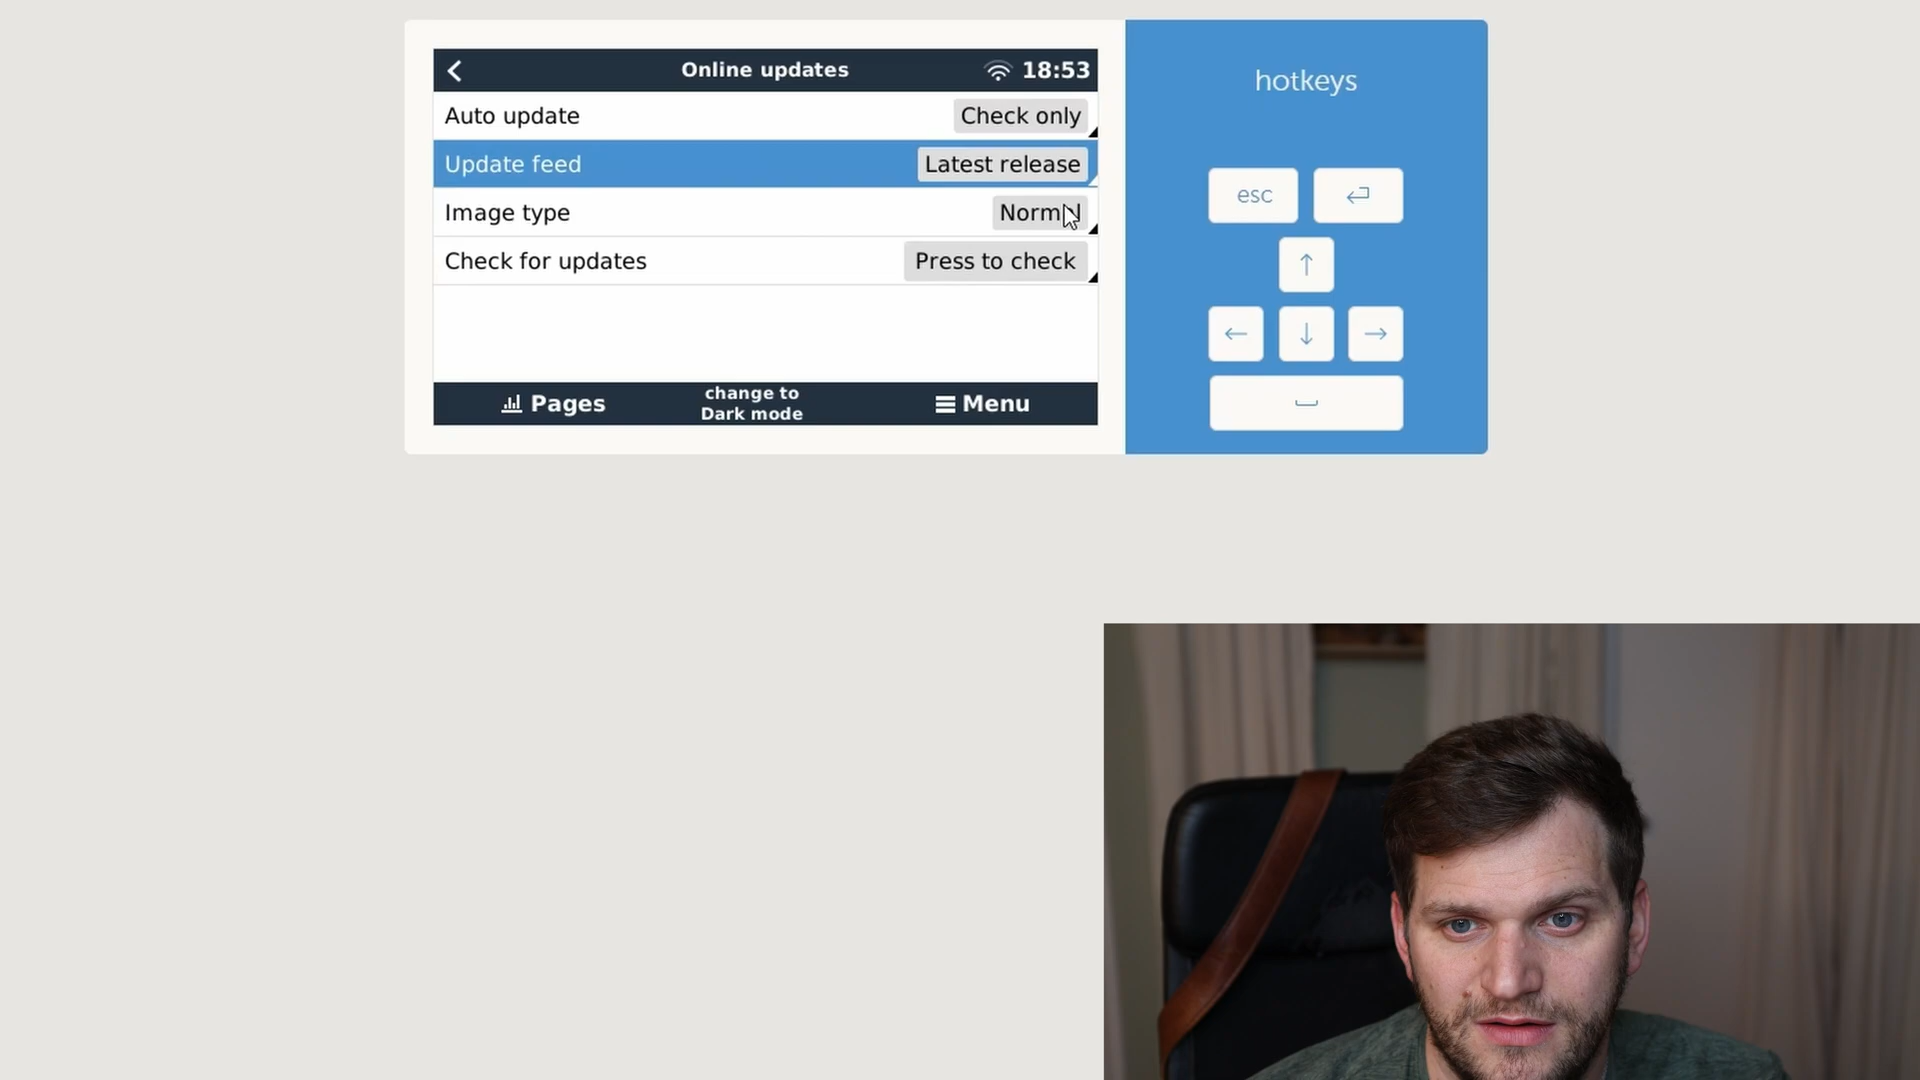 Online updates
18:53
Auto update
Check only
Update feed
Latest release
Image type
Check for updates
Press to check
Pages
change to
Dark mode
Menu
hotkeys
esc